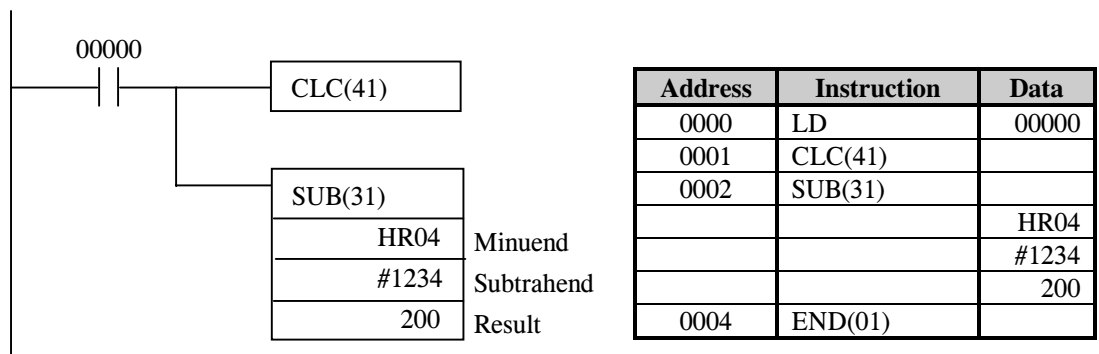 00000
CLC(41)
SUB(31)
HR04 Minuend
#1234 Subtrahend
200 Result
Address Instruction Data
0000 LD 00000
0001 CLC(41)
0002 SUB(31)
HR04
#1234
200
0004 END(01)